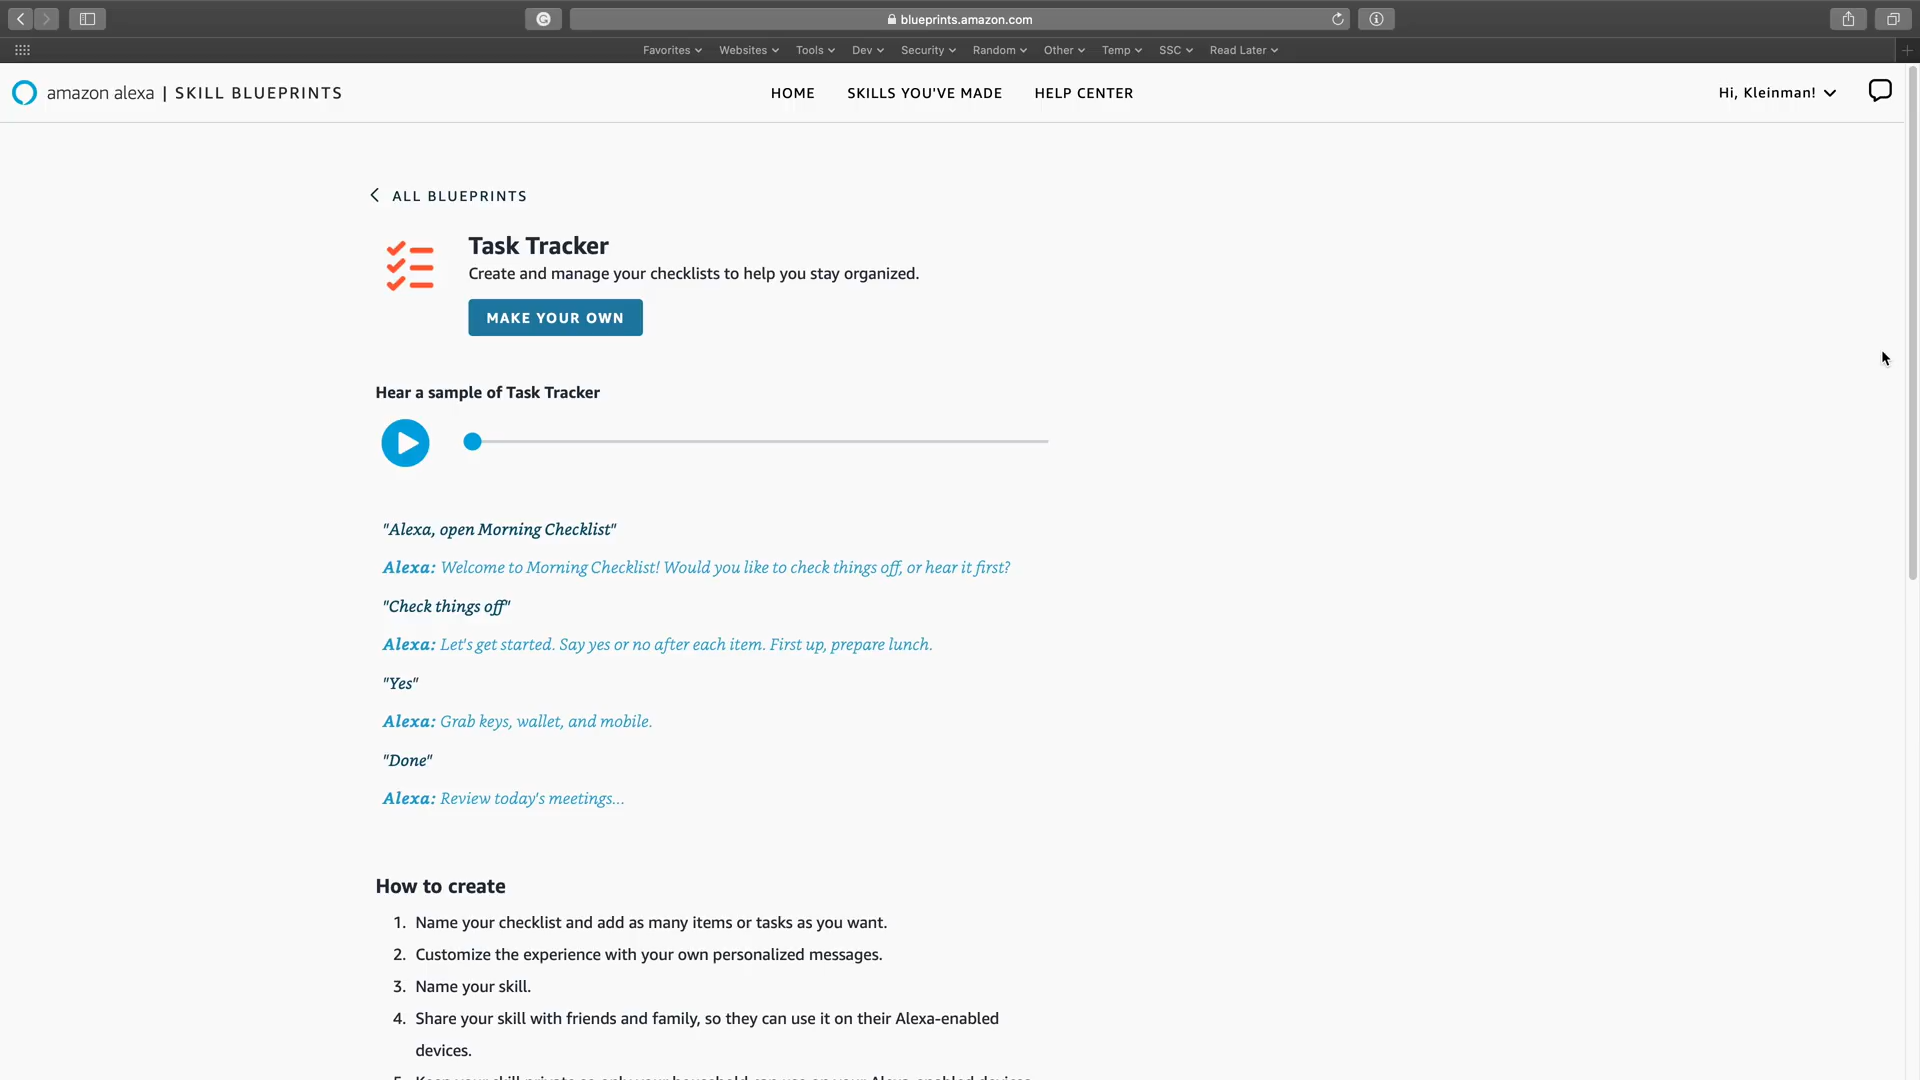 blueprints.amazon.com
Favorites Websites Tools Dev Security Random Other Temp SSC Read Later
amazon alexa | SKILL BLUEPRINTS
HOME SKILLS YOU'VE MADE HELP CENTER
Hi, Kleinman!
ALL BLUEPRINTS
Task Tracker
Create and manage your checklists to help you stay organized.
MAKE YOUR OWN
Hear a sample of Task Tracker
"Alexa, open Morning Checklist"
Alexa: Welcome to Morning Checklist! Would you like to check things off, or hear it first?
"Check things off"
Alexa: Let's get started. Say yes or no after each item. First up, prepare lunch.
"Yes"
Alexa: Grab keys, wallet, and mobile.
"Done"
Alexa: Review today's meetings...
How to create
1. Name your checklist and add as many items or tasks as you want.
2. Customize the experience with your own personalized messages.
3. Name your skill.
4. Share your skill with friends and family, so they can use it on their Alexa-enabled
devices.